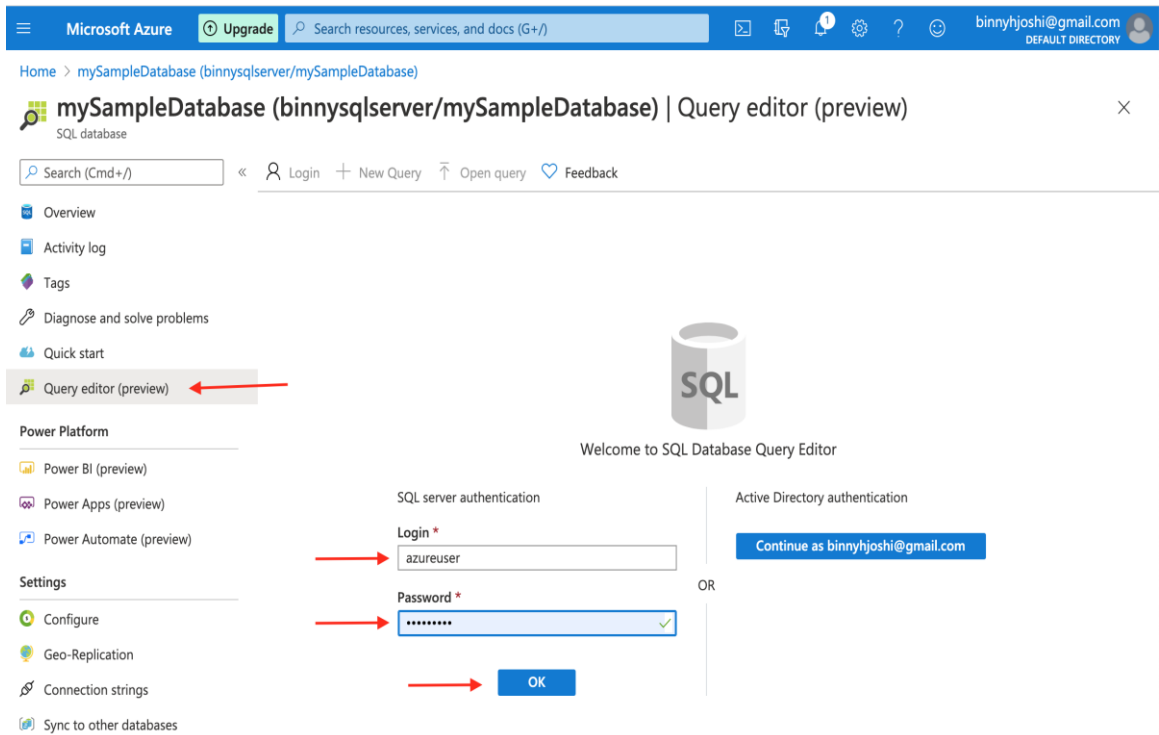 Microsoft Azure
Upgrade
Search resources, services, and docs (G+/)
1
binnyhjoshi@gmail.com
DEFAULT DIRECTORY
Home > mySampleDatabase (binnysqlserver/mySampleDatabase)
mySampleDatabase (binnysqlserver/mySampleDatabase) | Query editor (preview)
SQL database
Search (Cmd+/)
«
Login
New Query
Open query
Feedback
Overview
Activity log
Tags
Diagnose and solve problems
Quick start
Query editor (preview)
Power Platform
Power BI (preview)
Power Apps (preview)
Power Automate (preview)
Settings
Configure
Geo-Replication
Connection strings
Sync to other databases
SQL
Welcome to SQL Database Query Editor
SQL server authentication
Login *
azureuser
Password *
•••••••••
OK
OR
Active Directory authentication
Continue as binnyhjoshi@gmail.com